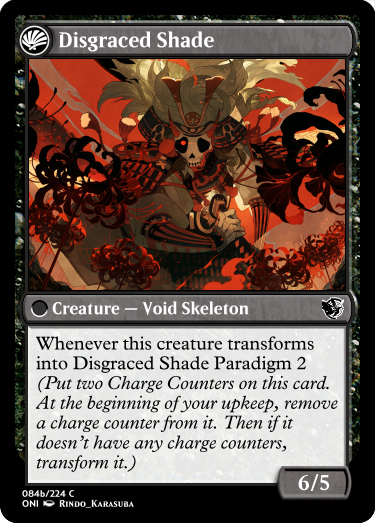 Disgraced Shade
Creature — Void Skeleton
Whenever this creature transforms
into Disgraced Shade Paradigm 2
(Put two Charge Counters on this card.
At the beginning of your upkeep, remove
a charge counter from it. Then if it
doesn't have any charge counters,
transform it.)
6/5
084b/224 C
ONI Rindo_Karasuba